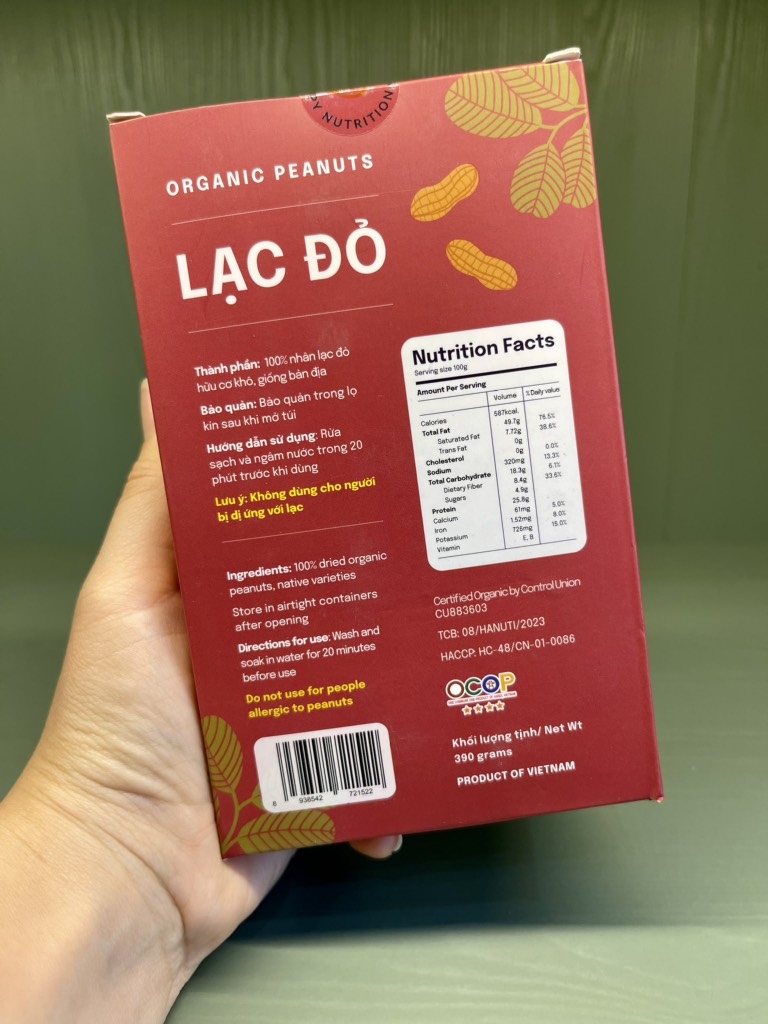 PY NUTRITION
ORGANIC PEANUTS
LẠC ĐỎ
Thành phần: 100% nhân lạc đỏ
hữu cơ khô, giống bản địa
Bảo quản: Bảo quản trong lọ
kín sau khi mở túi
Hướng dẫn sử dụng: Rửa
sạch và ngâm nước trong 20
phút trước khi dùng
Lưu ý: Không dùng cho người
bị dị ứng với lạc
Ingredients: 100% dried organic
peanuts, native varieties
Store in airtight containers
after opening
Directions for use: Wash and
soak in water for 20 minutes
before use
Do not use for people
allergic to peanuts
8 938542 721522
Nutrition Facts
Serving size 100g
Amount Per Serving
Volume % Daily value
Calories 587kcal.
Total Fat 49.7g 76.5%
Saturated Fat 7.72g 38.6%
Trans Fat 0g
Cholesterol 0g 0.0%
Sodium 320mg 13.3%
Total Carbohydrate 18.3g 6.1%
Dietary Fiber 8.4g 33.6%
Sugars 4.9g
Protein 25.8g
Calcium 61mg 5.0%
Iron 1.52mg 8.0%
Potassium 726mg 15.0%
Vitamin E, B
Certified Organic by Control Union
CU883603
TCB: 08/HANUTI/2023
HACCP: HC-48/CN-01-0086
OCOP
Khối lượng tịnh/ Net Wt
390 grams
PRODUCT OF VIETNAM